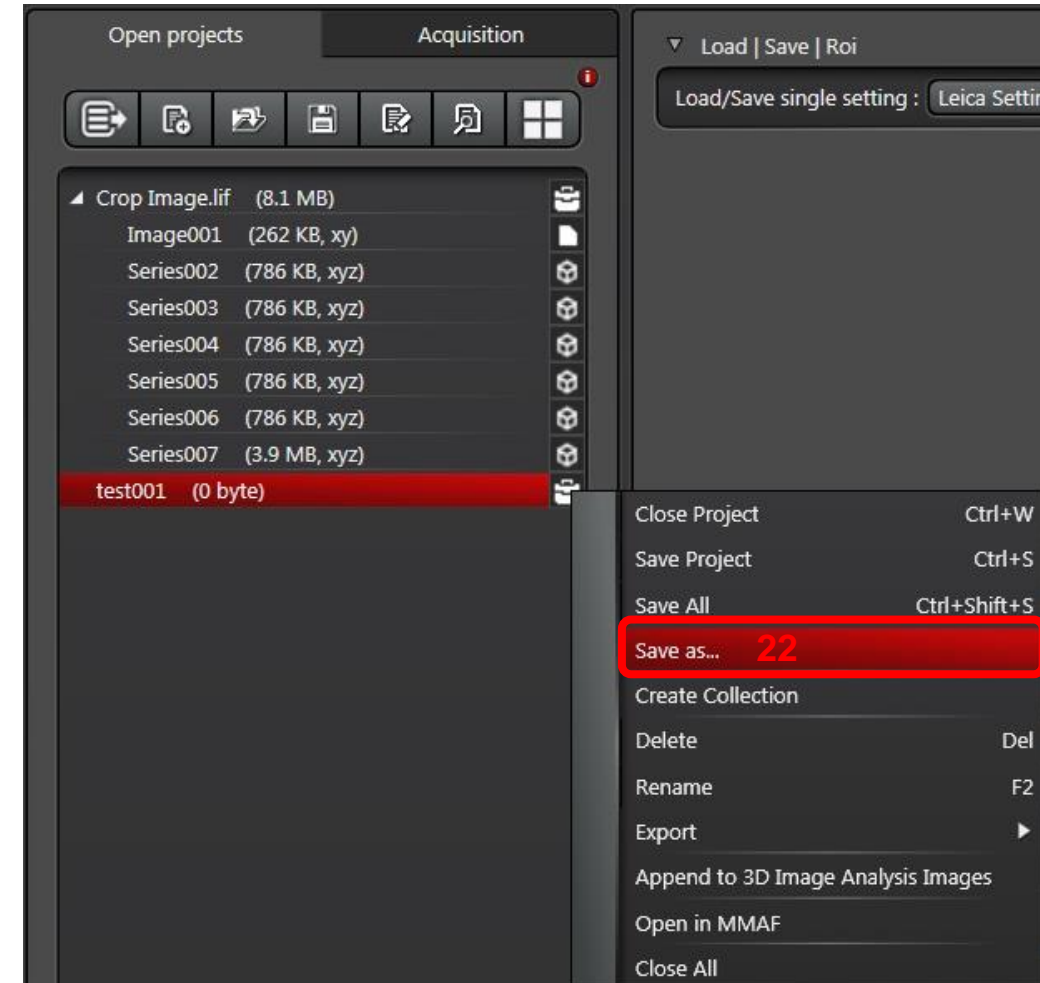 Open projects
Acquisition
Load | Save | Roi
Load/Save single setting : Leica Settin
Crop Image.lif (8.1 MB)
Image001 (262 KB, xy)
Series002 (786 KB, xyz)
Series003 (786 KB, xyz)
Series004 (786 KB, xyz)
Series005 (786 KB, xyz)
Series006 (786 KB, xyz)
Series007 (3.9 MB, xyz)
test001 (0 byte)
Close Project Ctrl+W
Save Project Ctrl+S
Save All Ctrl+Shift+S
Save as... 22
Create Collection
Delete Del
Rename F2
Export
Append to 3D Image Analysis Images
Open in MMAF
Close All